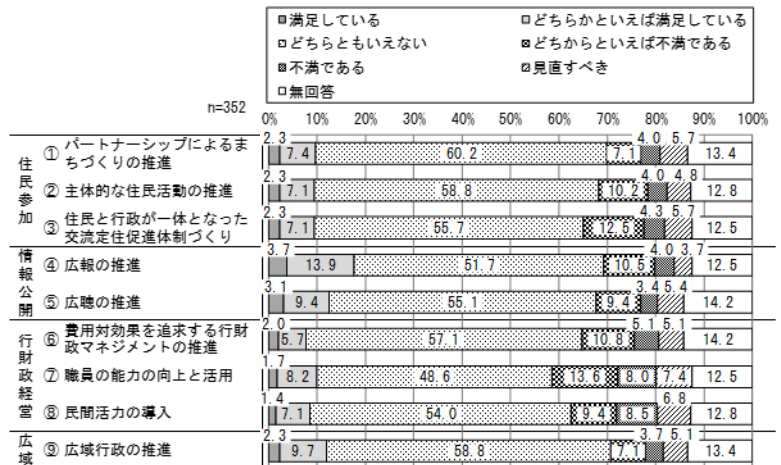 ■満足している
□どちらかといえば満足している
□どちらともいえない
どちからといえば不満である
不満である
見直すべき
□無回答
n=352
0% 10% 20% 30% 40% 50% 60% 70% 80% 90% 100%
住民参加
① パートナーシップによるま
ちづくりの推進
2.3 7.4 60.2 7.1 4.0 5.7 13.4
② 主体的な住民活動の推進
2.3 7.1 58.8 10.2 4.0 4.8 12.8
③ 住民と行政が一体となった
交流定住促進体制づくり
2.3 7.1 55.7 12.5 4.3 5.7 12.5
情報公開
④ 広報の推進
3.7 13.9 51.7 10.5 4.0 3.7 12.5
⑤ 広聴の推進
3.1 9.4 55.1 9.4 3.4 5.4 14.2
行財政経営
⑥ 費用対効果を追求する行財
政マネジメントの推進
2.0 5.7 57.1 10.8 5.1 5.1 14.2
⑦ 職員の能力の向上と活用
1.7 8.2 48.6 13.6 8.0 7.4 12.5
⑧ 民間活力の導入
1.4 7.1 54.0 9.4 8.5 6.8 12.8
広域
⑨ 広域行政の推進
2.3 9.7 58.8 7.1 3.7 5.1 13.4